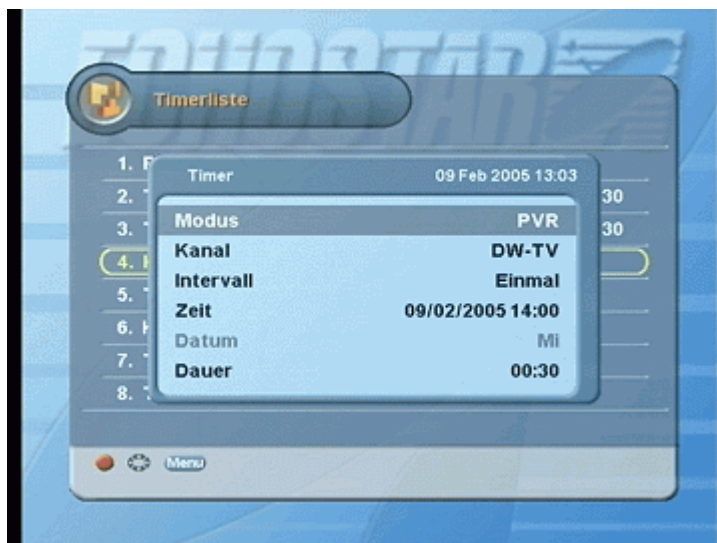 Timerliste
1.
2. 30
3. 30
4.
5.
6.
7.
8.
Timer 09 Feb 2005 13:03
Modus PVR
Kanal DW-TV
Intervall Einmal
Zeit 09/02/2005 14:00
Datum Mi
Dauer 00:30
Menu